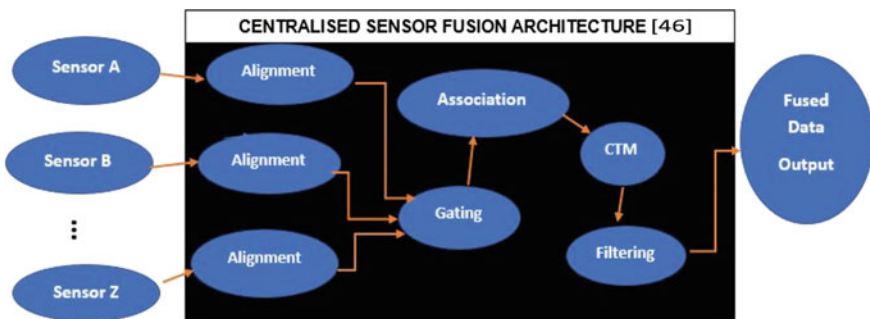 CENTRALISED SENSOR FUSION ARCHITECTURE [46]
Sensor A
Alignment
Association
Fused
Data
Output
Sensor B
Alignment
CTM
Gating
...
Alignment
Filtering
Sensor Z